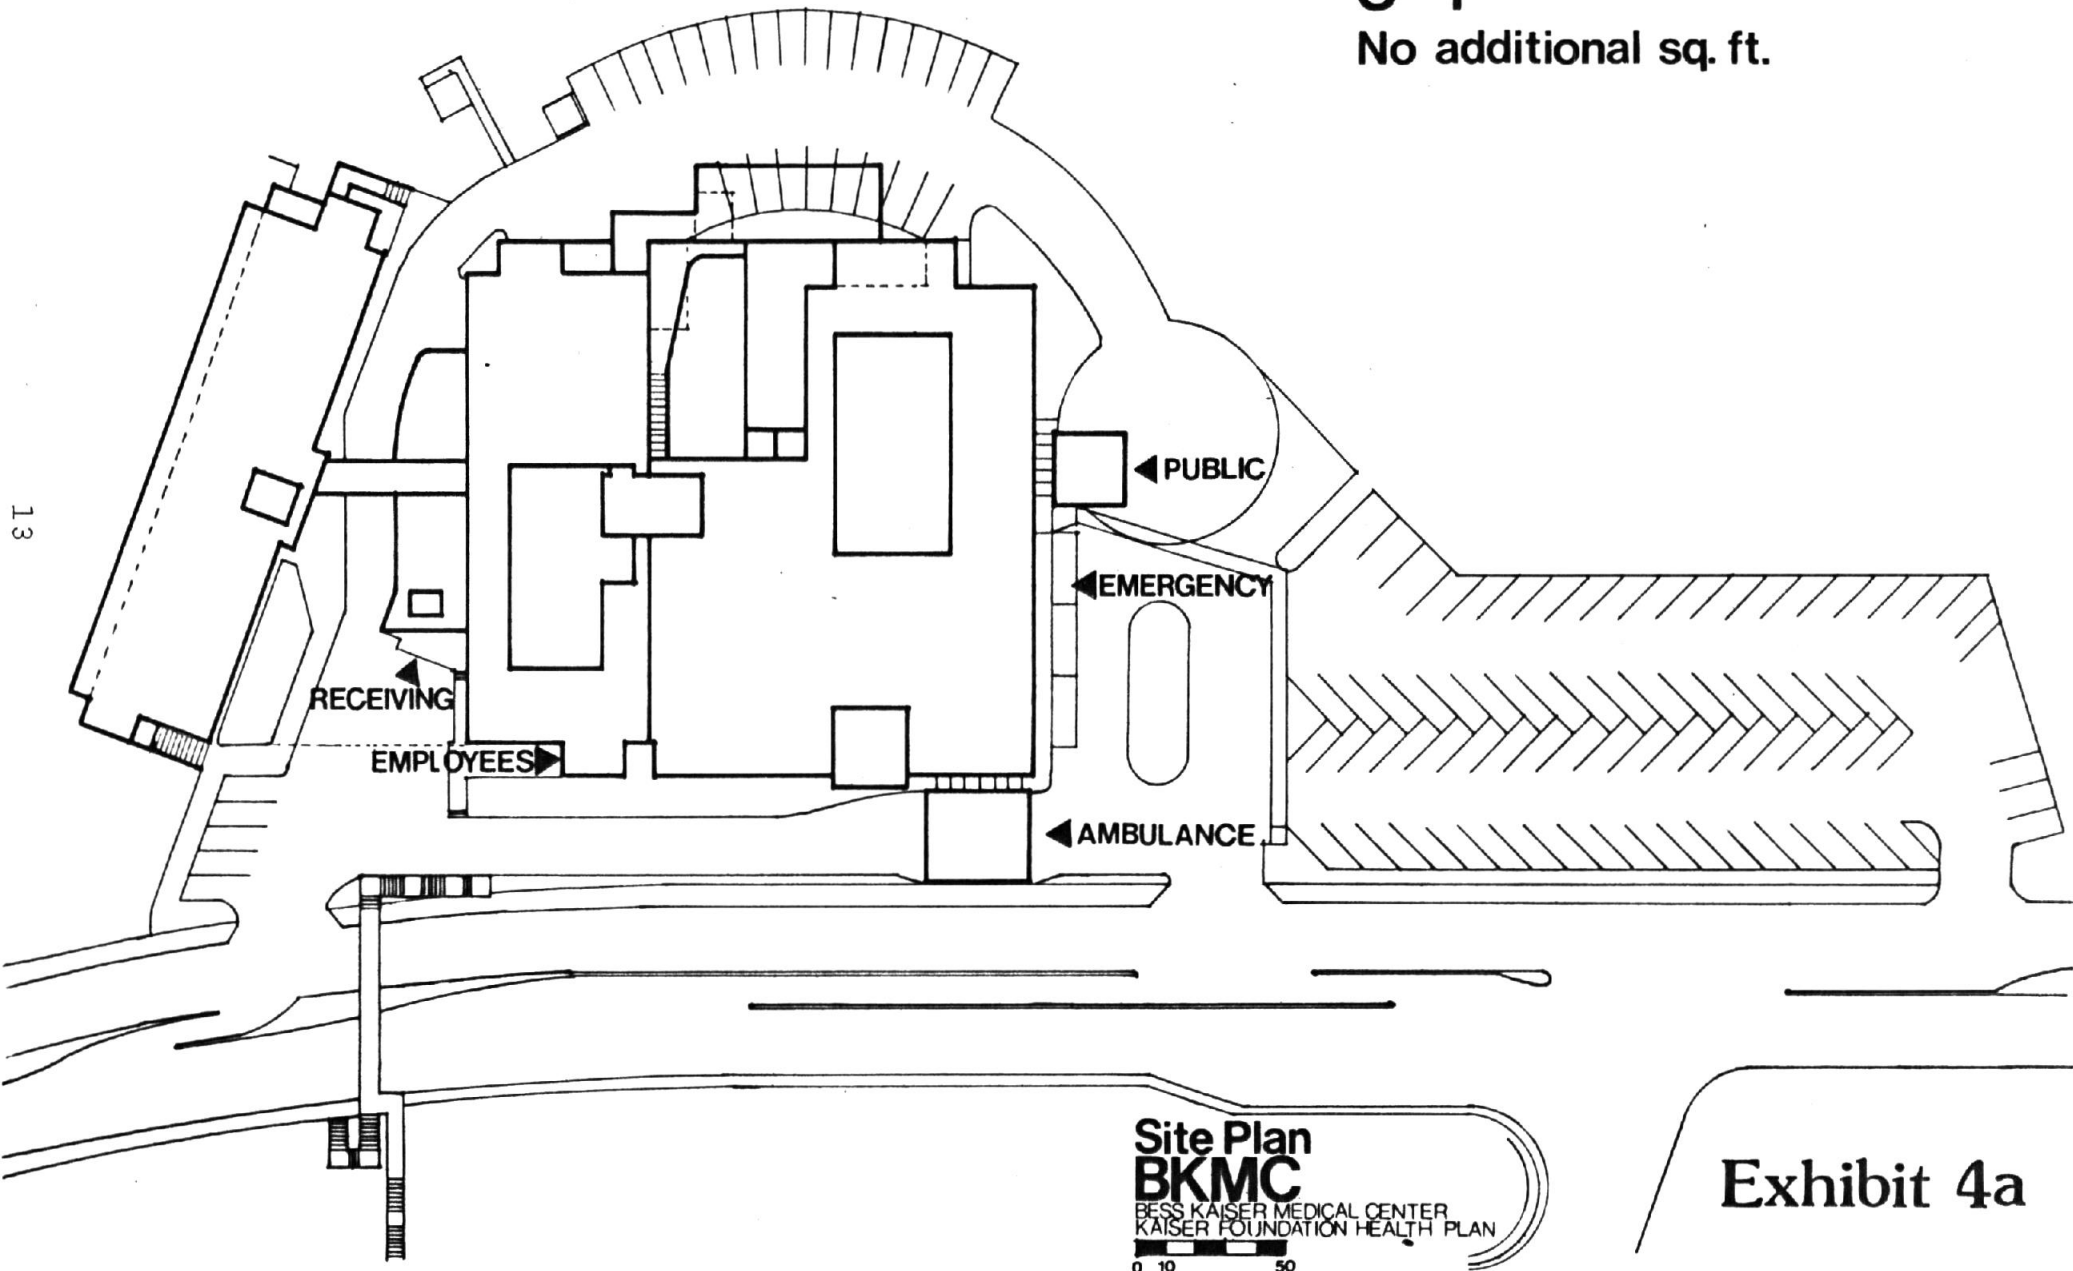 No additional sq. ft.
PUBLIC
EMERGENCY
RECEIVING
EMPLOYEES
AMBULANCE
13
Site Plan
BKMC
BESS KAISER MEDICAL CENTER
KAISER FOUNDATION HEALTH PLAN
0 10 50
Exhibit 4a